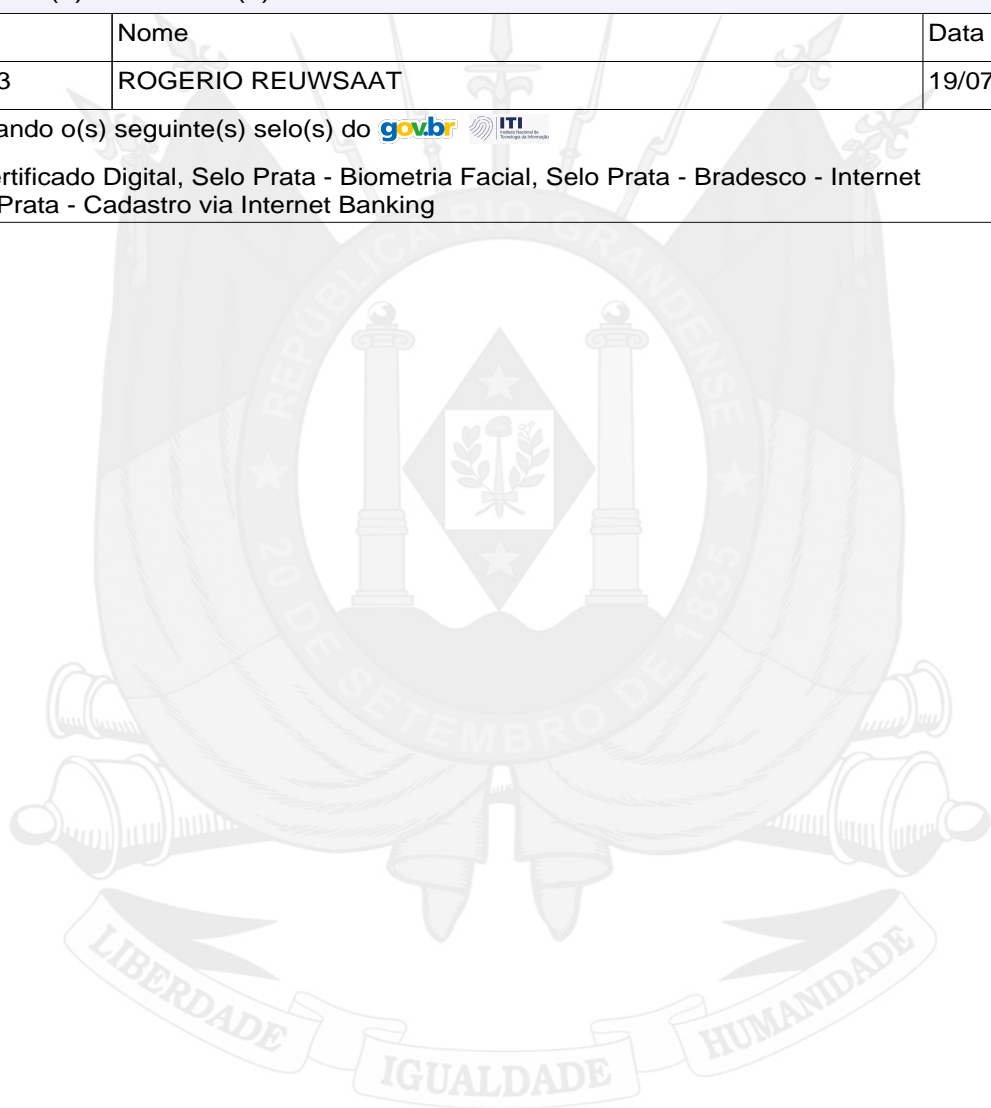 Nome Data
3 ROGERIO REUWSAAT 19/07
ando o(s) seguinte(s) selo(s) do gov.br ITI
ertificado Digital, Selo Prata - Biometria Facial, Selo Prata - Bradesco - Internet
Prata - Cadastro via Internet Banking
REPÚBLICA RIO GRANDENSE
20 DE SETEMBRO DE 1835
LIBERDADE IGUALDADE HUMANIDADE